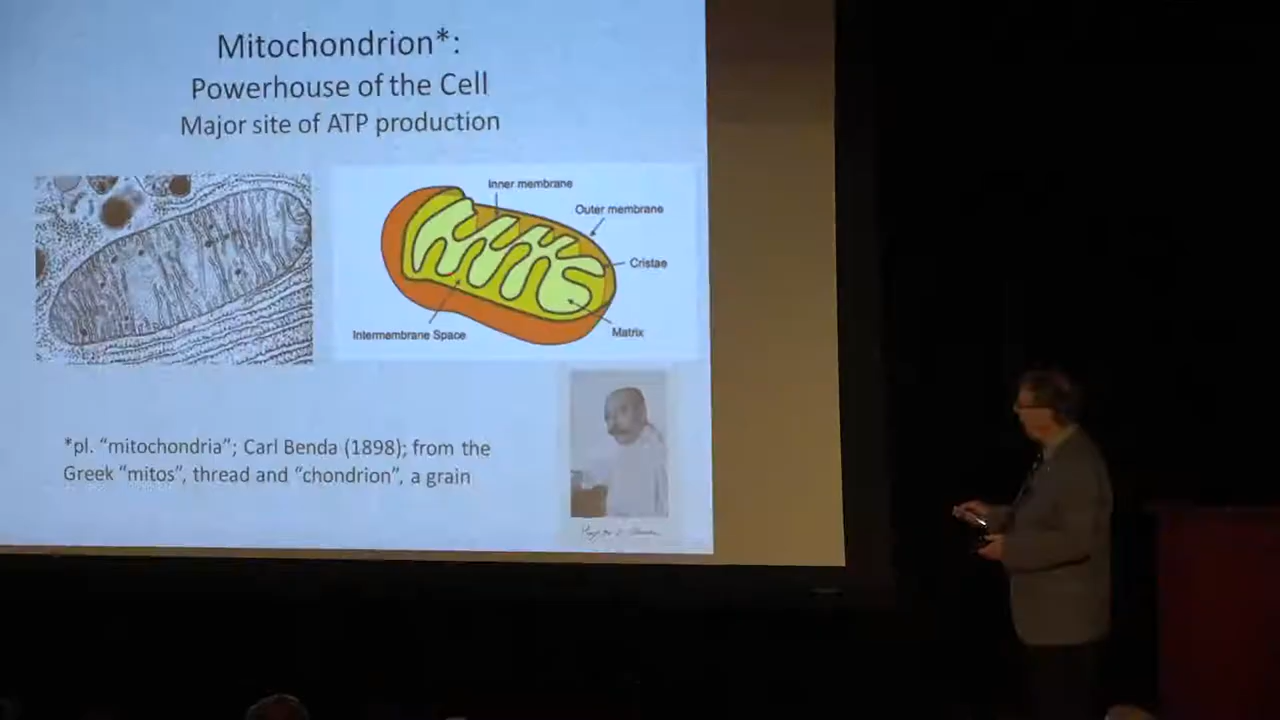 Mitochondrion*:
Powerhouse of the Cell
Major site of ATP production
Inner membrane
Outer membrane
Cristae
Intermembrane Space
Matrix
*pl. “mitochondria”; Carl Benda (1898); from the
Greek “mitos”, thread and “chondrion”, a grain